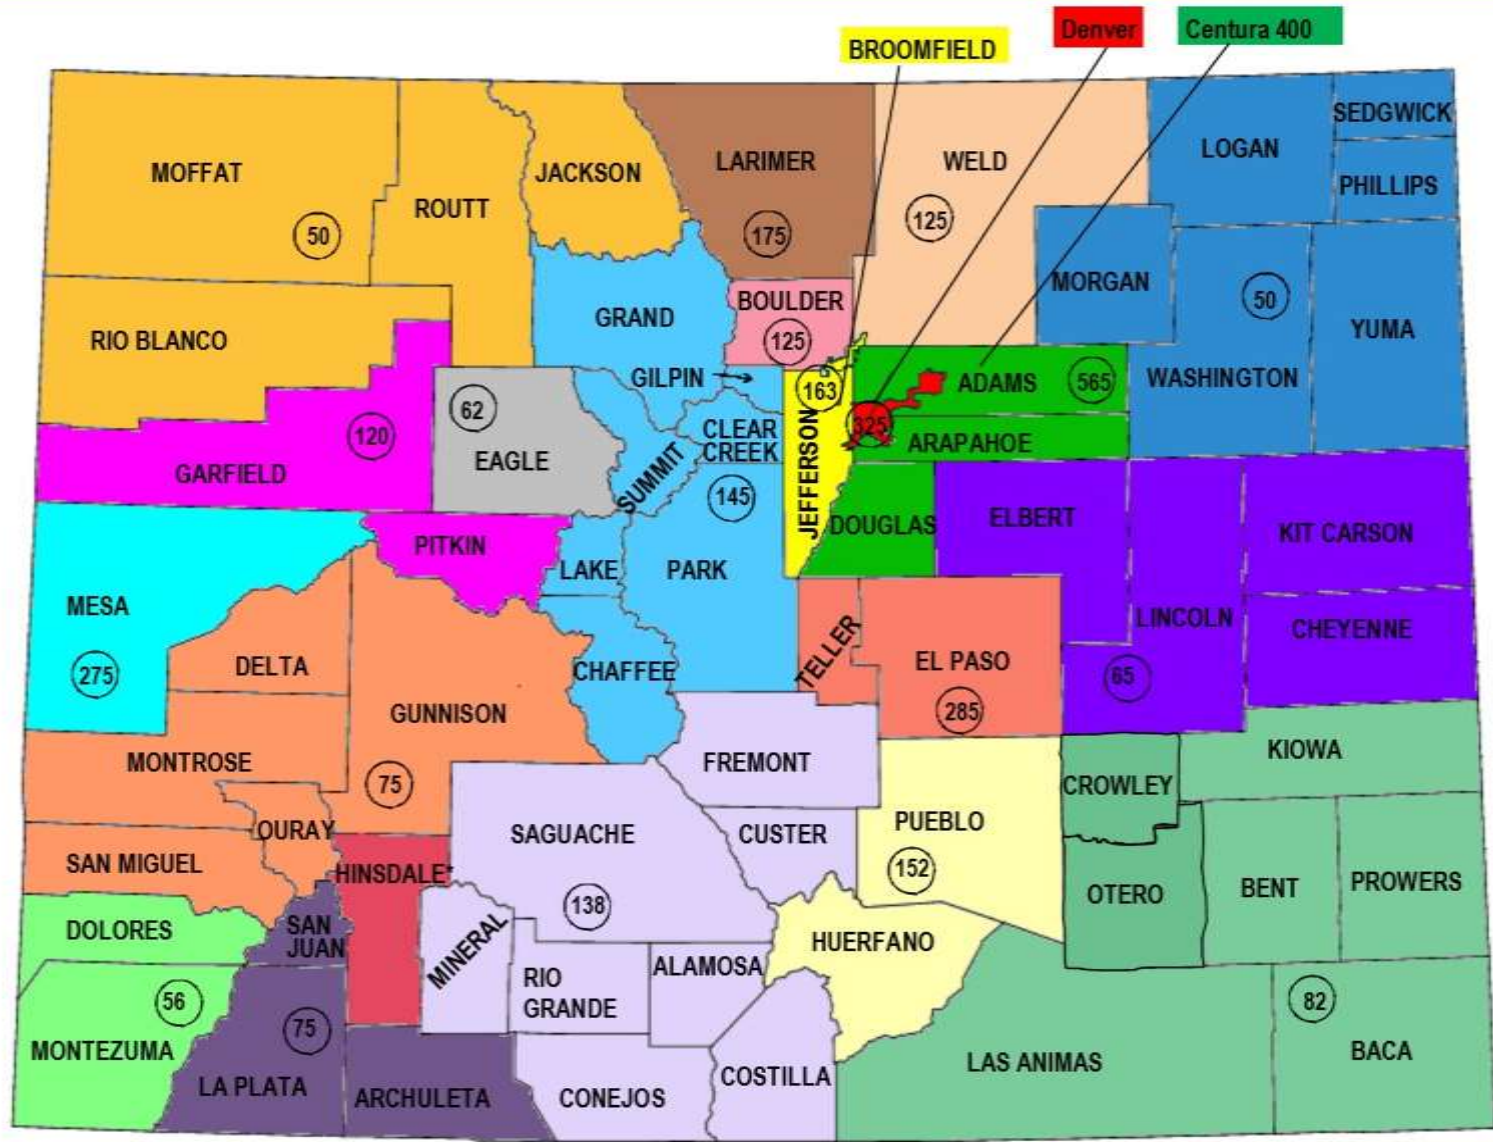 BROOMFIELD
Denver
Centura 400
MOFFAT
50
ROUTT
JACKSON
LARIMER
175
WELD
125
LOGAN
SEDGWICK
PHILLIPS
MORGAN
50
YUMA
WASHINGTON
RIO BLANCO
GRAND
BOULDER
125
GILPIN
163
ADAMS
565
325
ARAPAHOE
62
EAGLE
120
GARFIELD
CLEAR
CREEK
SUMMIT
145
JEFFERSON
DOUGLAS
ELBERT
KIT CARSON
PITKIN
LAKE
PARK
MESA
275
DELTA
CHAFFEE
TELLER
EL PASO
285
LINCOLN
65
CHEYENNE
GUNNISON
75
MONTROSE
FREMONT
KIOWA
CROWLEY
OURAY
SAGUACHE
138
CUSTER
PUEBLO
152
SAN MIGUEL
HINSDALE*
OTERO
BENT
PROWERS
DOLORES
SAN
JUAN
MINERAL
HUERFANO
ALAMOSA
RIO
GRANDE
56
MONTEZUMA
75
LA PLATA
ARCHULETA
CONEJOS
COSTILLA
LAS ANIMAS
82
BACA